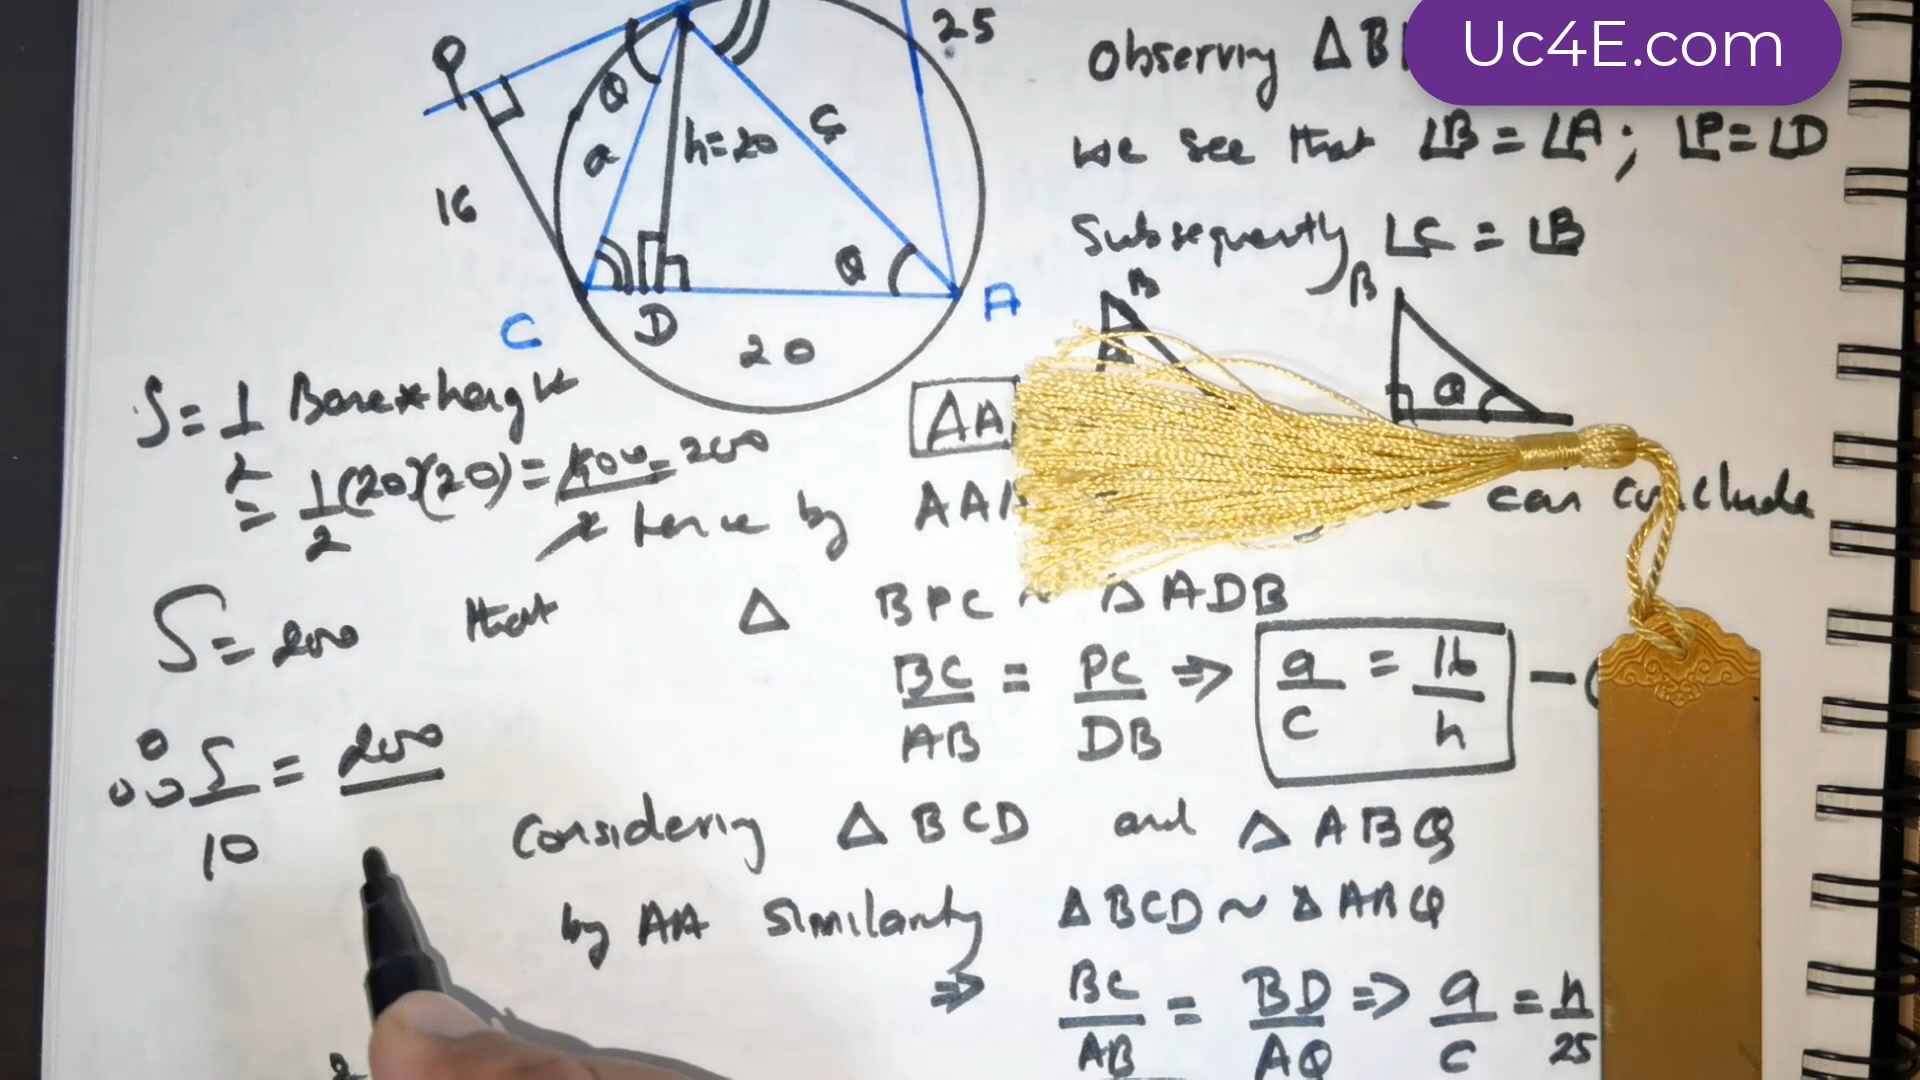 Uc4E.com
P
16
Q
a
h=20
C
25
Q
C
D
20
A
Observing △B
we see that ∠B = ∠A ; ∠P = ∠D
Subsequently ∠C = ∠B
B
B
Q
S = 1/2 Base * height
= 1/2 (20)(20) = 400/2 = 200
AA
hence by AA can conclude
S = 200
that △ BPC ~ △ ADB
BC/AB = PC/DB => a/c = 16/h
∴ S/10 = 200
Considering △ BCD and △ ABQ
by AA Similarity △BCD ~ △ABQ
=> BC/AB = BD/AQ => a/c = h/25